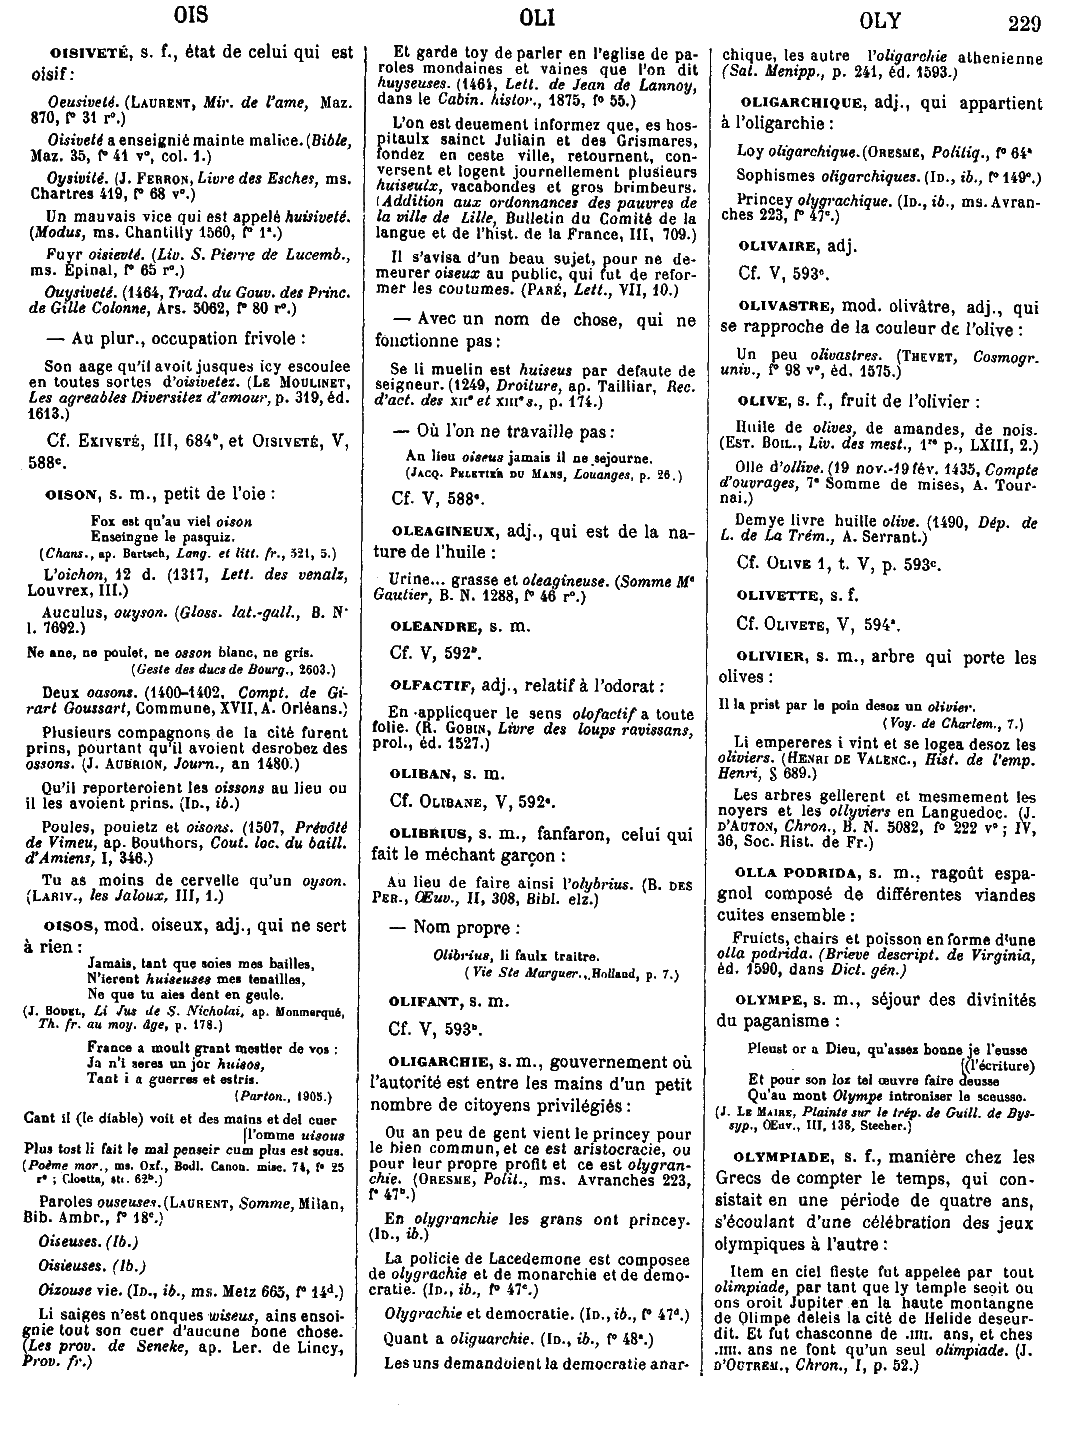 OIS
OLI
OLY
229
OISIVETÉ, s. f., état de celui qui est
oisif :
Oeusiveté. (LAURENT, Mir. de l'ame, Maz.
870, f° 31 r°.)
Oisiveté a enseignié mainte malice. (Bible,
Maz. 35, f° 41 v°, col. 1.)
Oysivité. (J. FERRON, Livre des Esches, ms.
Chartres 419, f° 68 v°.)
Un mauvais vice qui est appelé huisiveté.
(Modus, ms. Chantilly 1560, f° 1ª.)
Fuyr oisievté. (Liv. S. Pierre de Lucemb.,
ms. Epinal, f° 65 r°.)
Ouysiveté. (1464, Trad. du Gouv. des Princ.
de Gille Colonne, Ars. 5062, f° 80 r°.)
— Au plur., occupation frivole :
Son aage qu'il avoit jusques icy escoulee
en toutes sortes d'oisivetez. (LE MOULINET,
Les agreables Diversitez d'amour, p. 319, éd.
1613.)
Cf. EXIVETÉ, III, 684ᵇ, et OISIVETÉ, V,
588ᶜ.
OISON, s. m., petit de l'oie :
Fox est qu'au viel oison
Enseingne le pasquiz.
(Chans., ap. Bartsch, Lang. et litt. fr., 321, 5.)
L'oichon, 12 d. (1317, Lett. des venalz,
Louvrex, III.)
Auculus, ouyson. (Gloss. lat.-gall., B. N.
l. 7692.)
Ne ane, ne poulet, ne osson blanc, ne gris.
(Geste des ducs de Bourg., 2603.)
Deux oasons. (1400-1402, Compt. de Gi-
rart Goussart, Commune, XVII, A. Orléans.)
Plusieurs compagnons de la cité furent
prins, pourtant qu'il avoient desrobez des
ossons. (J. AUBRION, Journ., an 1480.)
Qu'il reporteroient les oissons au lieu ou
il les avoient prins. (ID., ib.)
Poules, pouietz et oisons. (1507, Prévôté
de Vimeu, ap. Bouthors, Cout. loc. du baill.
d'Amiens, I, 346.)
Tu as moins de cervelle qu'un oyson.
(LARIV., les Jaloux, III, 1.)
OISOS, mod. oiseux, adj., qui ne sert
à rien :
Jamais, tant que soies mes bailles,
N'ierent huiseuses mes tenailles,
Ne que tu aies dent en geule.
(J. BODEL, Li Jus de S. Nicholai, ap. Monmerqué,
Th. fr. au moy. âge, p. 178.)
France a moult grant mestier de vos :
Ja n'i seres un jor huisos,
Tant i a guerres et estris.
(Parton., 1905.)
Cant il (le diable) voit et des mains et del cuer
[l'omme uisous
Plus tost li fait le mal penseir cum plus est sous.
(Poème mor., ms. Oxf., Bodl. Canon. misc. 74, f° 25
r° ; Cloetta, str. 62ᵇ.)
Paroles ouseuses. (LAURENT, Somme, Milan,
Bib. Ambr., f° 18ᶜ.)
Oiseuses. (Ib.)
Oisieuses. (Ib.)
Oizouse vie. (ID., ib., ms. Metz 665, f° 14ᵈ.)
Li saiges n'est onques wiseus, ains ensoi-
gnie tout son cuer d'aucune bone chose.
(Les prov. de Seneke, ap. Ler. de Lincy,
Prov. fr.)
Et garde toy de parler en l'eglise de pa-
roles mondaines et vaines que l'on dit
huyseuses. (1464, Lett. de Jean de Lannoy,
dans le Cabin. histor., 1875, f° 55.)
L'on est deuement informez que, es hos-
pitaulx sainct Juliain et des Grismares,
fondez en ceste ville, retournent, con-
versent et logent journellement plusieurs
huiseulx, vacabondes et gros brimbeurs.
(Addition aux ordonnances des pauvres de
la ville de Lille, Bulletin du Comité de la
langue et de l'hist. de la France, III, 709.)
Il s'avisa d'un beau sujet, pour ne de-
meurer oiseux au public, qui fut de refor-
mer les coutumes. (PARÉ, Lett., VII, 10.)
— Avec un nom de chose, qui ne
fonctionne pas :
Se li muelin est huiseus par defaute de
seigneur. (1249, Droiture, ap. Tailliar, Rec.
d'act. des XIIᵉ et XIIIᵉ s., p. 174.)
— Où l'on ne travaille pas :
An lieu oiseus jamais il ne sejourne.
(JACQ. PELETIER DU MANS, Louanges, p. 26.)
Cf. V, 588ª.
OLEAGINEUX, adj., qui est de la na-
ture de l'huile :
Urine... grasse et oleagineuse. (Somme Mᵉ
Gautier, B. N. 1288, f° 46 r°.)
OLEANDRE, s. m.
Cf. V, 592ᵇ.
OLFACTIF, adj., relatif à l'odorat :
En applicquer le sens olofactif a toute
folie. (R. GOBIN, Livre des loups ravissans,
prol., éd. 1527.)
OLIBAN, s. m.
Cf. OLIBANE, V, 592ª.
OLIBRIUS, s. m., fanfaron, celui qui
fait le méchant garçon :
Au lieu de faire ainsi l'olybrius. (B. DES
PER., Œuv., II, 308, Bibl. elz.)
— Nom propre :
Olibrius, li faulx traitre.
(Vie Ste Marguer., Holland, p. 7.)
OLIFANT, s. m.
Cf. V, 593ᵇ.
OLIGARCHIE, s. m., gouvernement où
l'autorité est entre les mains d'un petit
nombre de citoyens privilégiés :
Ou an peu de gent vient le princey pour
le bien commun, et ce est aristocracie, ou
pour leur propre profit et ce est olygran-
chie. (ORESME, Polit., ms. Avranches 223,
f° 47ᵇ.)
En olygranchie les grans ont princey.
(ID., ib.)
La policie de Lacedemone est composee
de olygrachie et de monarchie et de demo-
cratie. (ID., ib., f° 47ᶜ.)
Olygrachie et democratie. (ID., ib., f° 47ᵈ.)
Quant a oliguarchie. (ID., ib., f° 48ª.)
Les uns demandoient la democratie anar-
chique, les autre l'oligarchie athenienne
(Sat. Menipp., p. 241, éd. 1593.)
OLIGARCHIQUE, adj., qui appartient
à l'oligarchie :
Loy oligarchique. (ORESME, Politiq., f° 64ª
Sophismes oligarchiques. (ID., ib., f° 149ᶜ.)
Princey olygrachique. (ID., ib., ms. Avran-
ches 223, f° 47ᶜ.)
OLIVAIRE, adj.
Cf. V, 593ᶜ.
OLIVASTRE, mod. olivâtre, adj., qui
se rapproche de la couleur de l'olive :
Un peu olivastres. (THEVET, Cosmogr.
univ., f° 98 v°, éd. 1575.)
OLIVE, s. f., fruit de l'olivier :
Huile de olives, de amandes, de nois.
(EST. BOIL., Liv. des mest., 1ʳᵉ p., LXIII, 2.)
Olle d'ollive. (19 nov.-19 fév. 1435, Compte
d'ouvrages, 7ᵉ Somme de mises, A. Tour-
nai.)
Demye livre huille olive. (1490, Dép. de
L. de La Trém., A. Serrant.)
Cf. OLIVE 1, t. V, p. 593ᶜ.
OLIVETTE, s. f.
Cf. OLIVETE, V, 594ª.
OLIVIER, s. m., arbre qui porte les
olives :
Il la prist par le poin desoz un olivier.
(Voy. de Charlem., 7.)
Li empereres i vint et se logea desoz les
oliviers. (HENRI DE VALENC., Hist. de l'emp.
Henri, § 689.)
Les arbres gellerent et mesmement les
noyers et les ollyviers en Languedoc. (J.
D'AUTON, Chron., B. N. 5082, f° 222 v° ; IV,
36, Soc. Hist. de Fr.)
OLLA PODRIDA, s. m., ragoût espa-
gnol composé de différentes viandes
cuites ensemble :
Fruicts, chairs et poisson en forme d'une
olla podrida. (Brieve descript. de Virginia,
éd. 1590, dans Dict. gén.)
OLYMPE, s. m., séjour des divinités
du paganisme :
Pleust or a Dieu, qu'assez bonne je l'eusse
[(l'écriture)
Et pour son loz tel œuvre faire deusse
Qu'au mont Olympe introniser le sceusse.
(J. LE MAIRE, Plainte sur le trép. de Guill. de Bys-
syp., Œuv., III, 138, Stecher.)
OLYMPIADE, s. f., manière chez les
Grecs de compter le temps, qui con-
sistait en une période de quatre ans,
s'écoulant d'une célébration des jeux
olympiques à l'autre :
Item en ciel fieste fut appelee par tout
olimpiade, par tant que ly temple seoit ou
ons oroit Jupiter en la haute montangne
de Olimpe deleis la cité de Helide deseur-
dit. Et fut chasconne de .IIII. ans, et ches
.IIII. ans ne font qu'un seul olimpiade. (J.
D'OUTREM., Chron., I, p. 52.)